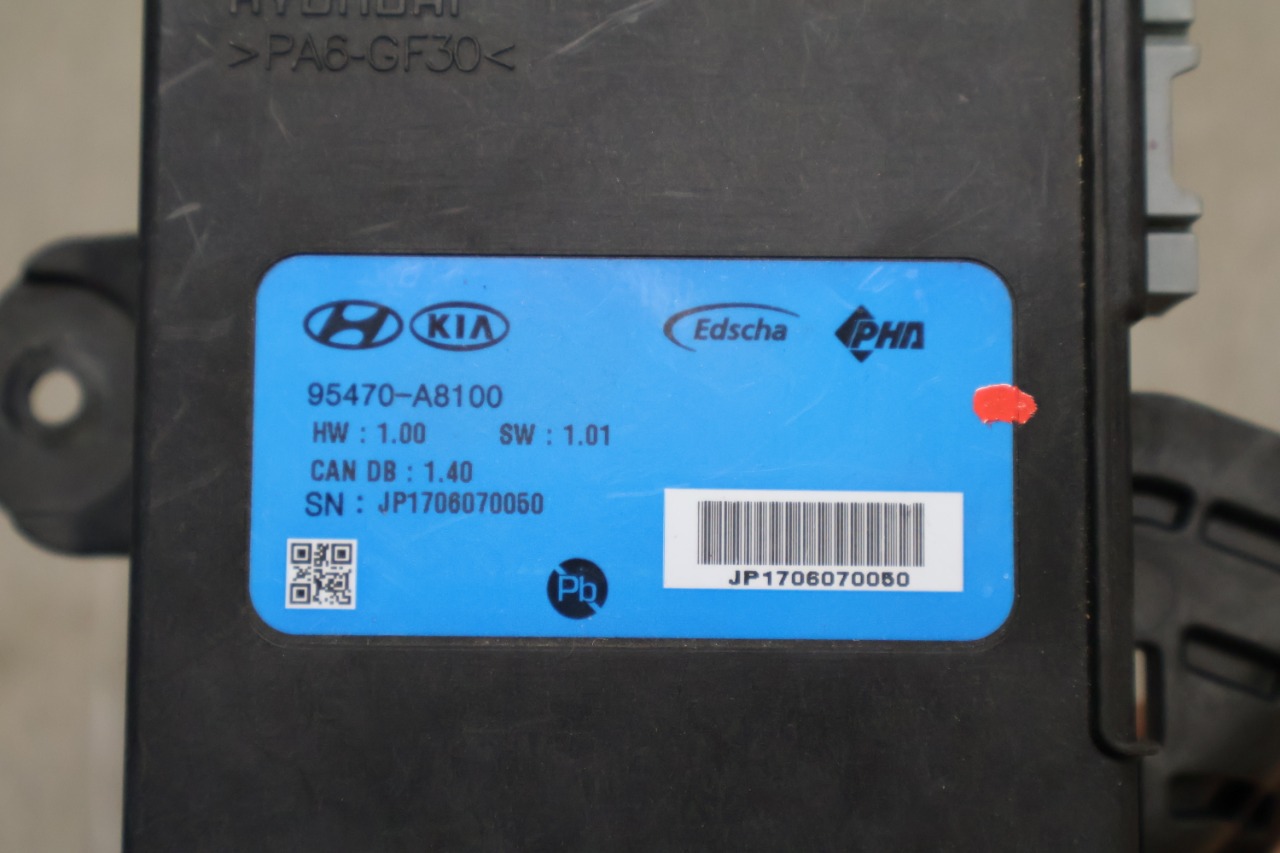 HYUNDAI
>PA6-GF30<
KIA
Edscha
PHA
95470-A8100
HW : 1.00 SW : 1.01
CAN DB : 1.40
SN : JP1706070050
Pb
JP1706070050